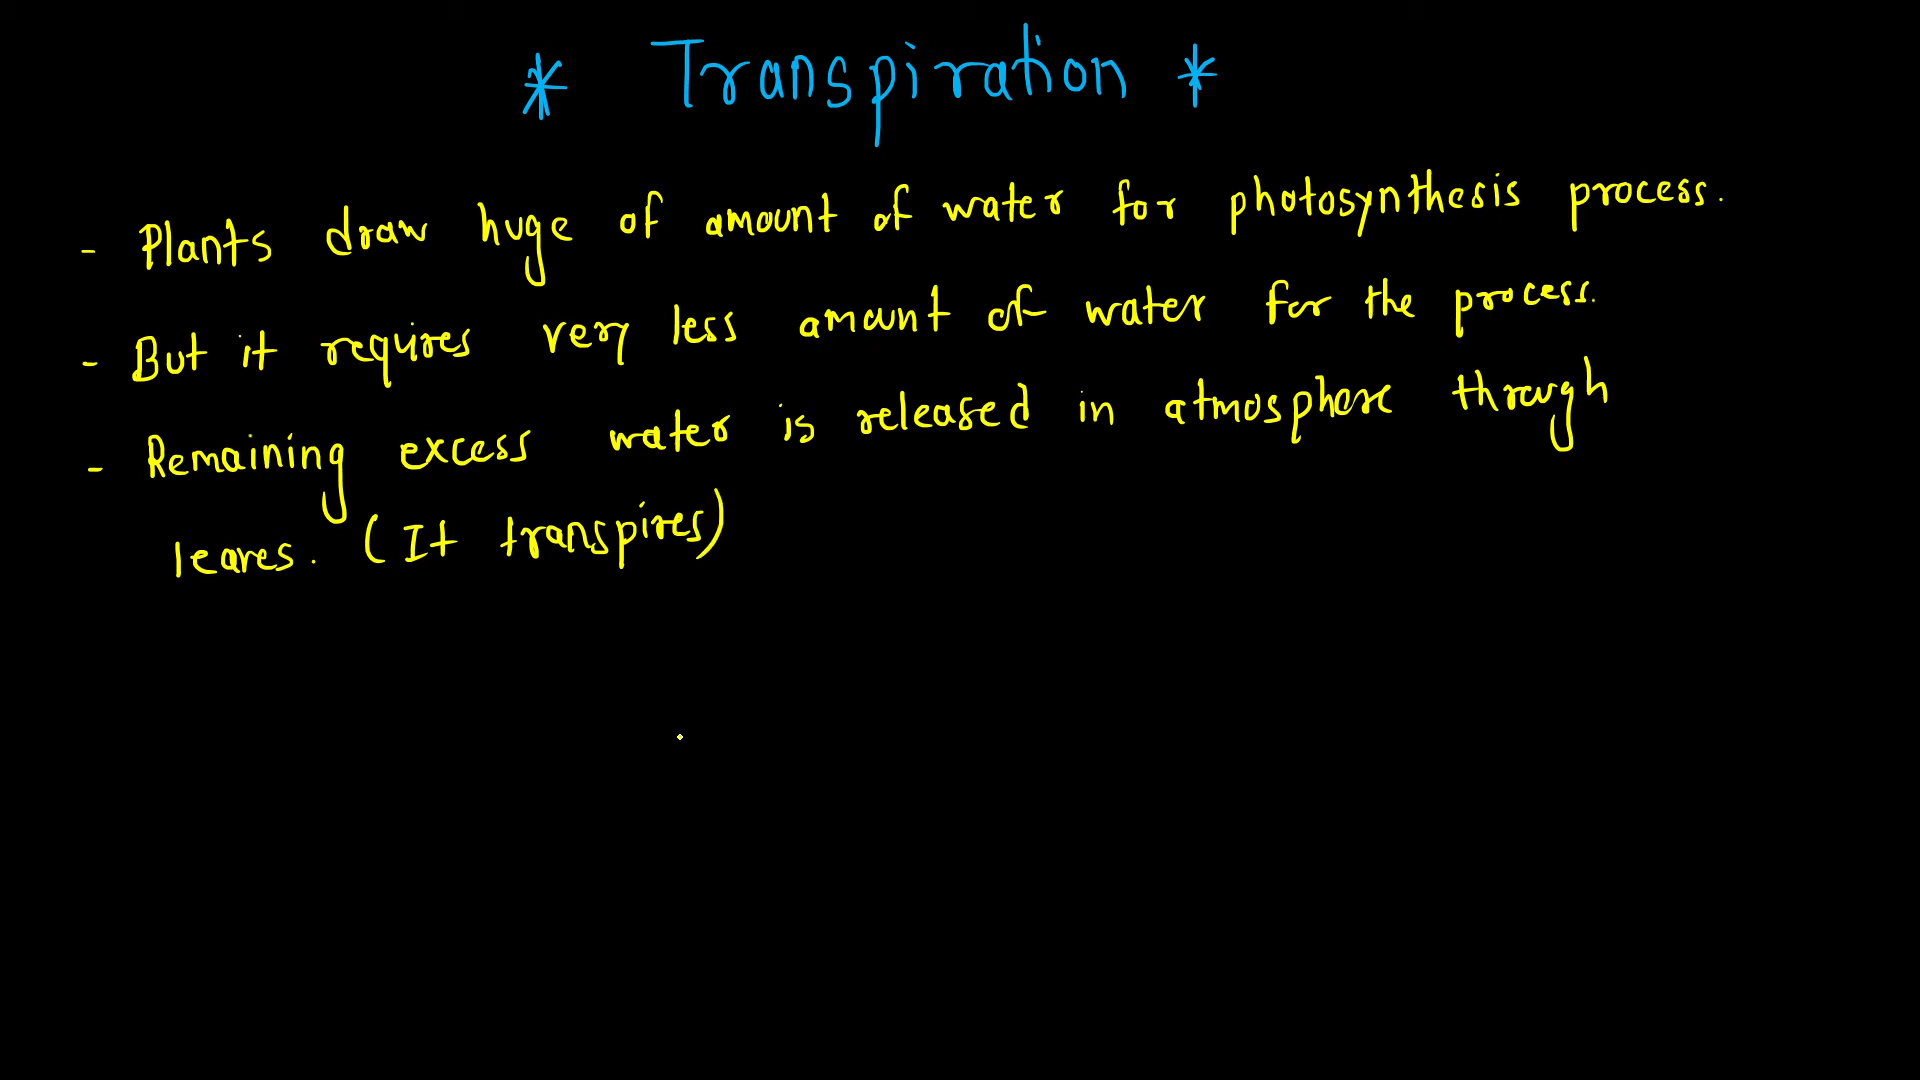 * Transpiration *
- Plants draw huge of amount of water for photosynthesis process.
- But it requires very less amount of water for the process.
- Remaining excess water is released in atmosphere through
leaves. (It transpires)